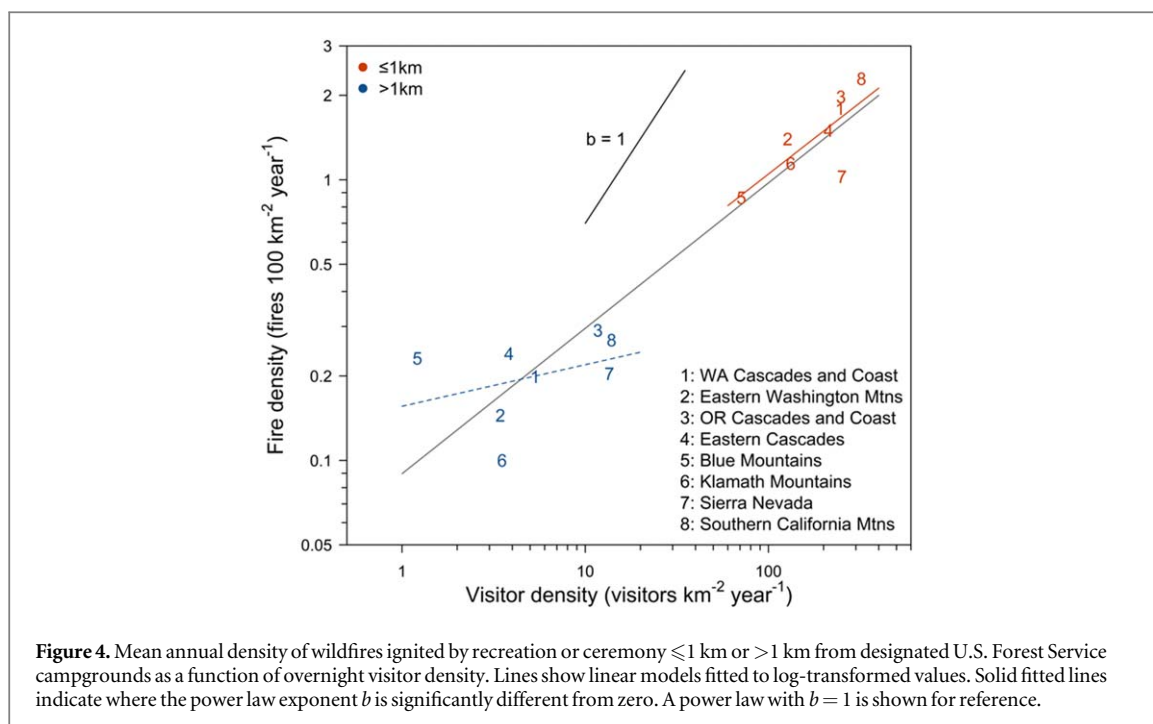 3
2
1
0.5
0.2
0.1
0.05
Fire density (fires 100 km⁻² year⁻¹)
≤1km
>1km
b = 1
8
3
1
2
4
6
7
5
3
8
4
5
1
7
2
6
1: WA Cascades and Coast
2: Eastern Washington Mtns
3: OR Cascades and Coast
4: Eastern Cascades
5: Blue Mountains
6: Klamath Mountains
7: Sierra Nevada
8: Southern California Mtns
1 10 100
Visitor density (visitors km⁻² year⁻¹)
Figure 4. Mean annual density of wildfires ignited by recreation or ceremony ⩽1 km or >1 km from designated U.S. Forest Service
campgrounds as a function of overnight visitor density. Lines show linear models fitted to log-transformed values. Solid fitted lines
indicate where the power law exponent b is significantly different from zero. A power law with b = 1 is shown for reference.